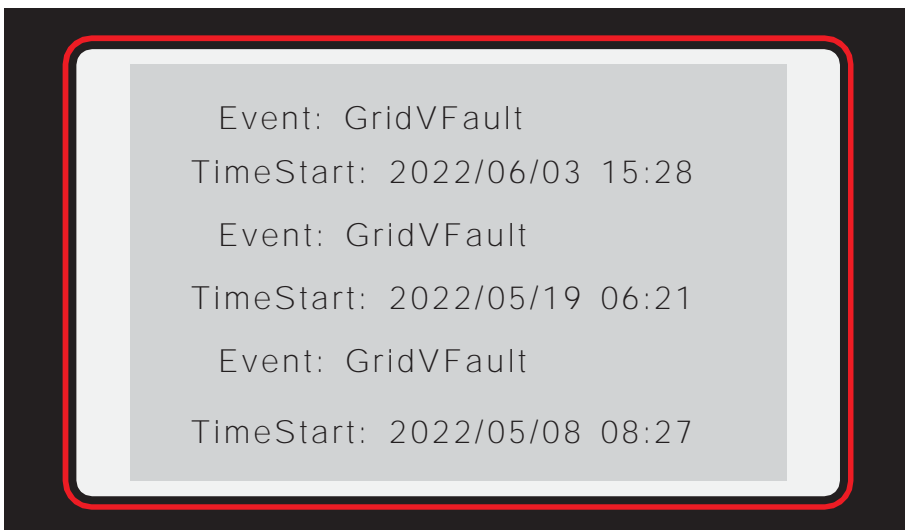 Event: GridVFault
TimeStart: 2022/06/03 15:28
Event: GridVFault
TimeStart: 2022/05/19 06:21
Event: GridVFault
TimeStart: 2022/05/08 08:27